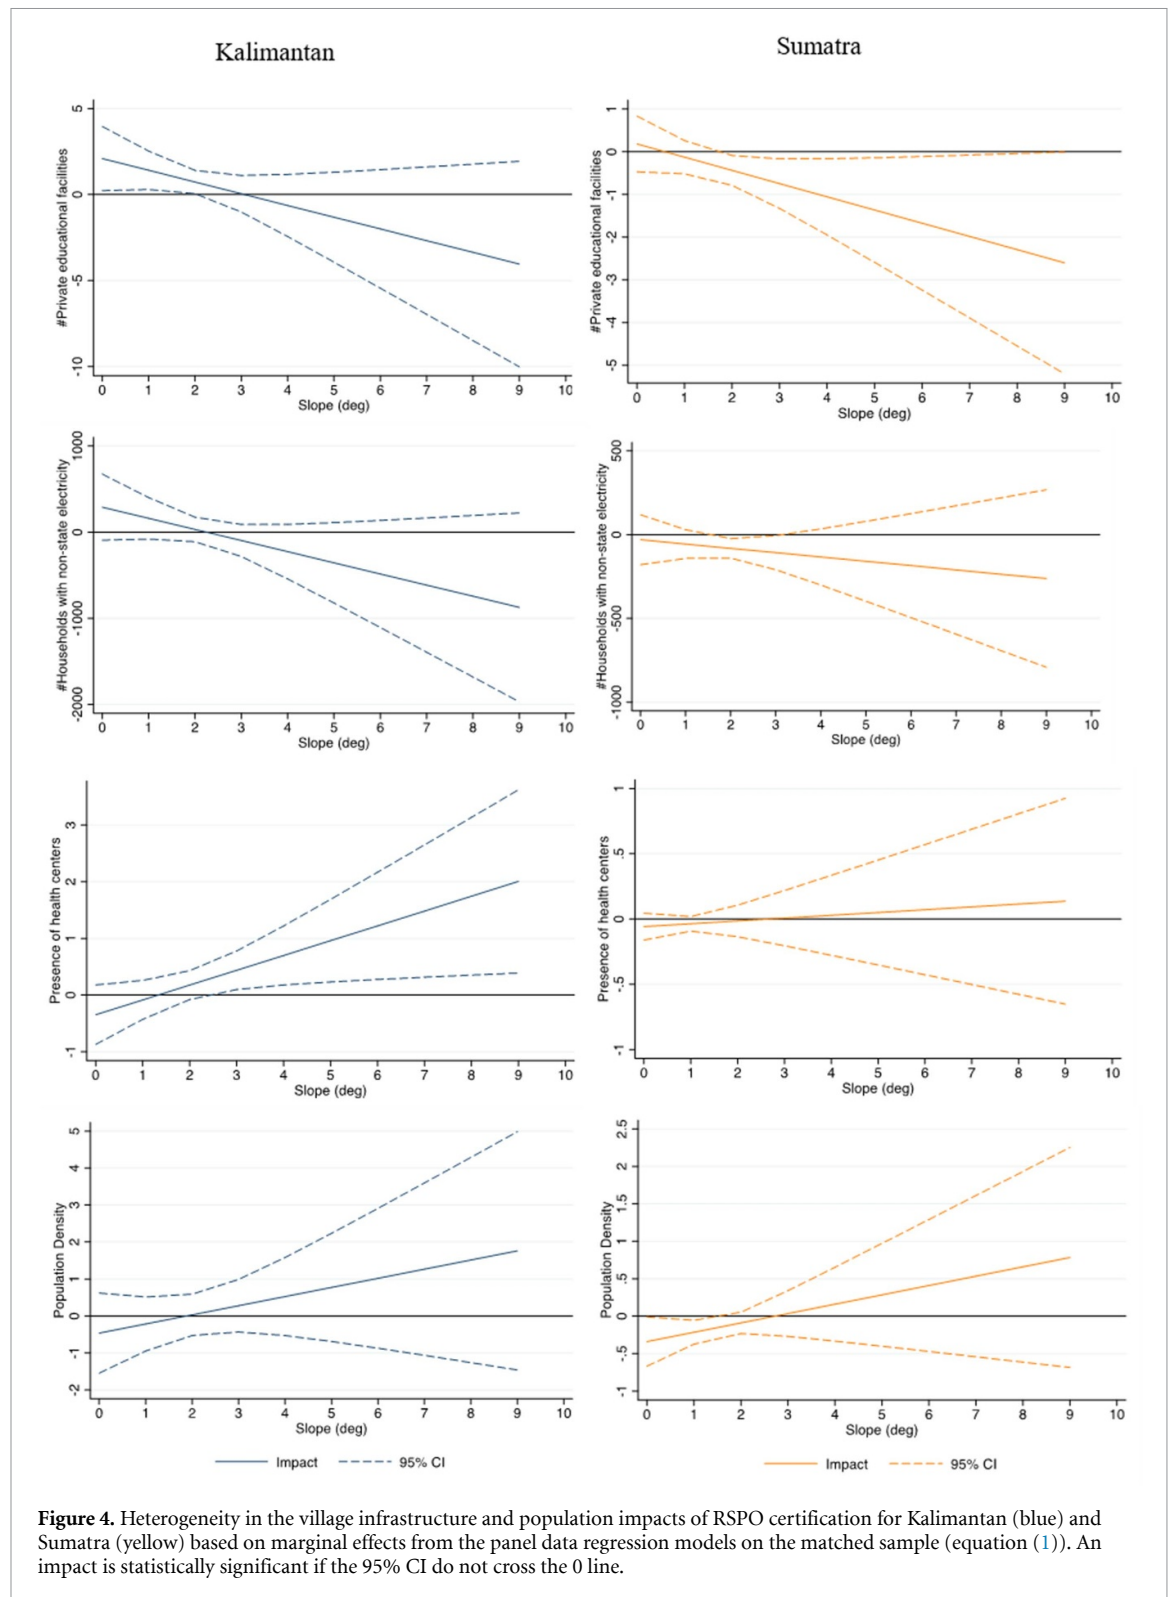 Kalimantan
Sumatra
#Private educational facilities
5
0
-5
-10
0 1 2 3 4 5 6 7 8 9 10
Slope (deg)
#Private educational facilities
1
0
-1
-2
-3
-4
-5
0 1 2 3 4 5 6 7 8 9 10
Slope (deg)
#Households with non-state electricity
1000
0
-1000
-2000
0 1 2 3 4 5 6 7 8 9 10
Slope (deg)
#Households with non-state electricity
500
0
-500
-1000
0 1 2 3 4 5 6 7 8 9 10
Slope (deg)
Presence of health centers
3
2
1
0
-1
0 1 2 3 4 5 6 7 8 9 10
Slope (deg)
Presence of health centers
1
.5
0
-.5
-1
0 1 2 3 4 5 6 7 8 9 10
Slope (deg)
Population Density
5
4
3
2
1
0
-1
-2
0 1 2 3 4 5 6 7 8 9 10
Slope (deg)
Population Density
2.5
2
1.5
1
.5
0
-.5
-1
0 1 2 3 4 5 6 7 8 9 10
Slope (deg)
Impact 95% CI
Impact 95% CI
Figure 4. Heterogeneity in the village infrastructure and population impacts of RSPO certification for Kalimantan (blue) and
Sumatra (yellow) based on marginal effects from the panel data regression models on the matched sample (equation (1)). An
impact is statistically significant if the 95% CI do not cross the 0 line.